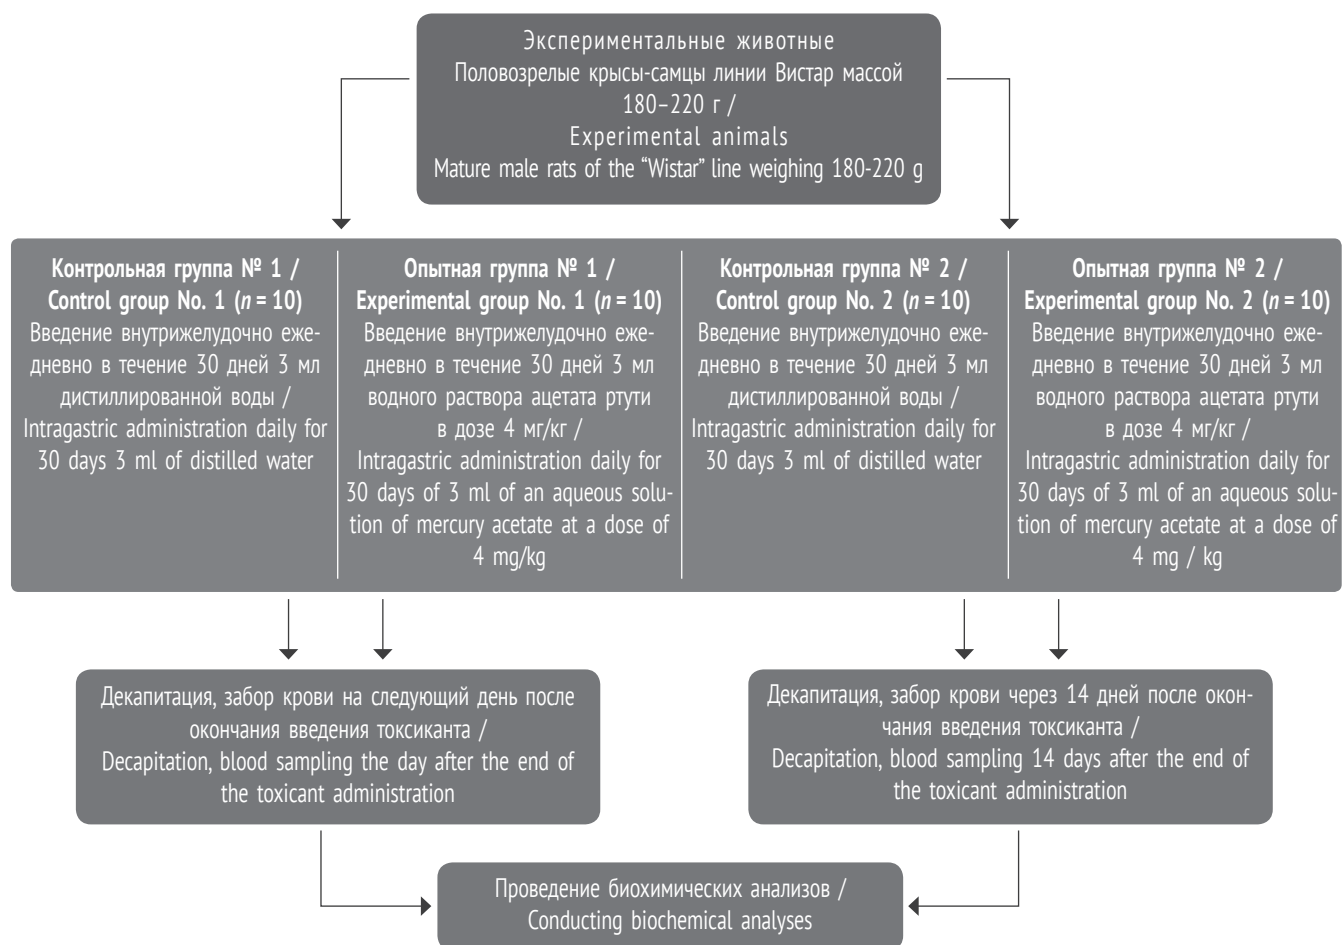 Экспериментальные животные
Половозрелые крысы-самцы линии Вистар массой
180–220 г /
Experimental animals
Mature male rats of the “Wistar” line weighing 180-220 g
Контрольная группа № 1 /
Control group No. 1 (n = 10)
Введение внутрижелудочно еже-
дневно в течение 30 дней 3 мл
дистиллированной воды /
Intragastric administration daily for
30 days 3 ml of distilled water
Опытная группа № 1 /
Experimental group No. 1 (n = 10)
Введение внутрижелудочно еже-
дневно в течение 30 дней 3 мл
водного раствора ацетата ртути
в дозе 4 мг/кг /
Intragastric administration daily for
30 days of 3 ml of an aqueous solu-
tion of mercury acetate at a dose of
4 mg/kg
Контрольная группа № 2 /
Control group No. 2 (n = 10)
Введение внутрижелудочно еже-
дневно в течение 30 дней 3 мл
дистиллированной воды /
Intragastric administration daily for
30 days 3 ml of distilled water
Опытная группа № 2 /
Experimental group No. 2 (n = 10)
Введение внутрижелудочно еже-
дневно в течение 30 дней 3 мл
водного раствора ацетата ртути
в дозе 4 мг/кг /
Intragastric administration daily for
30 days of 3 ml of an aqueous solu-
tion of mercury acetate at a dose of
4 mg / kg
Декапитация, забор крови на следующий день после
окончания введения токсиканта /
Decapitation, blood sampling the day after the end of
the toxicant administration
Декапитация, забор крови через 14 дней после окон-
чания введения токсиканта /
Decapitation, blood sampling 14 days after the end of
the toxicant administration
Проведение биохимических анализов /
Conducting biochemical analyses